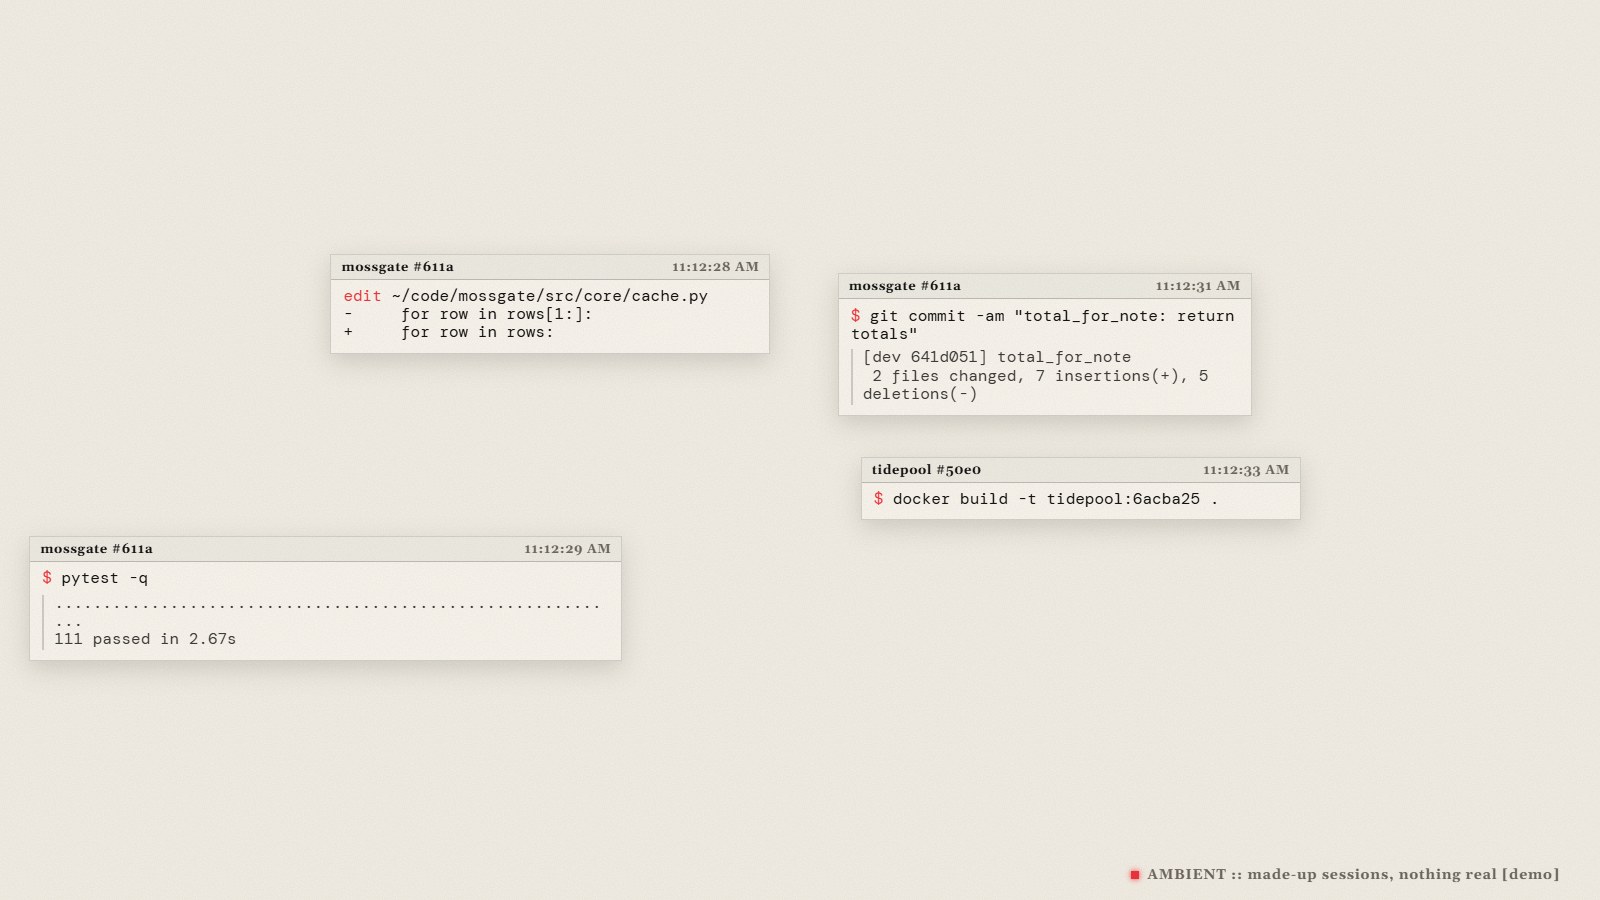 mossgate #611a 11:12:28 AM
edit ~/code/mossgate/src/core/cache.py
-     for row in rows[1:]:
+     for row in rows:
mossgate #611a 11:12:31 AM
$ git commit -am "total_for_note: return
totals"
[dev 641d051] total_for_note
 2 files changed, 7 insertions(+), 5
deletions(-)
tidepool #50e0 11:12:33 AM
$ docker build -t tidepool:6acba25 .
mossgate #611a 11:12:29 AM
$ pytest -q
.........................................................
...
111 passed in 2.67s
AMBIENT :: made-up sessions, nothing real [demo]